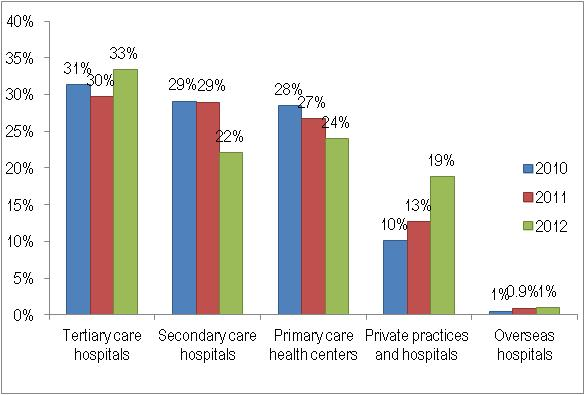 40%
35%
30%
25%
20%
15%
10%
5%
0%
31%
30%
33%
29%
29%
22%
28%
27%
24%
10%
13%
19%
1%
0.9%
1%
2010
2011
2012
Tertiary care
hospitals
Secondary care
hospitals
Primary care
health centers
Private practices
and hospitals
Overseas
hospitals